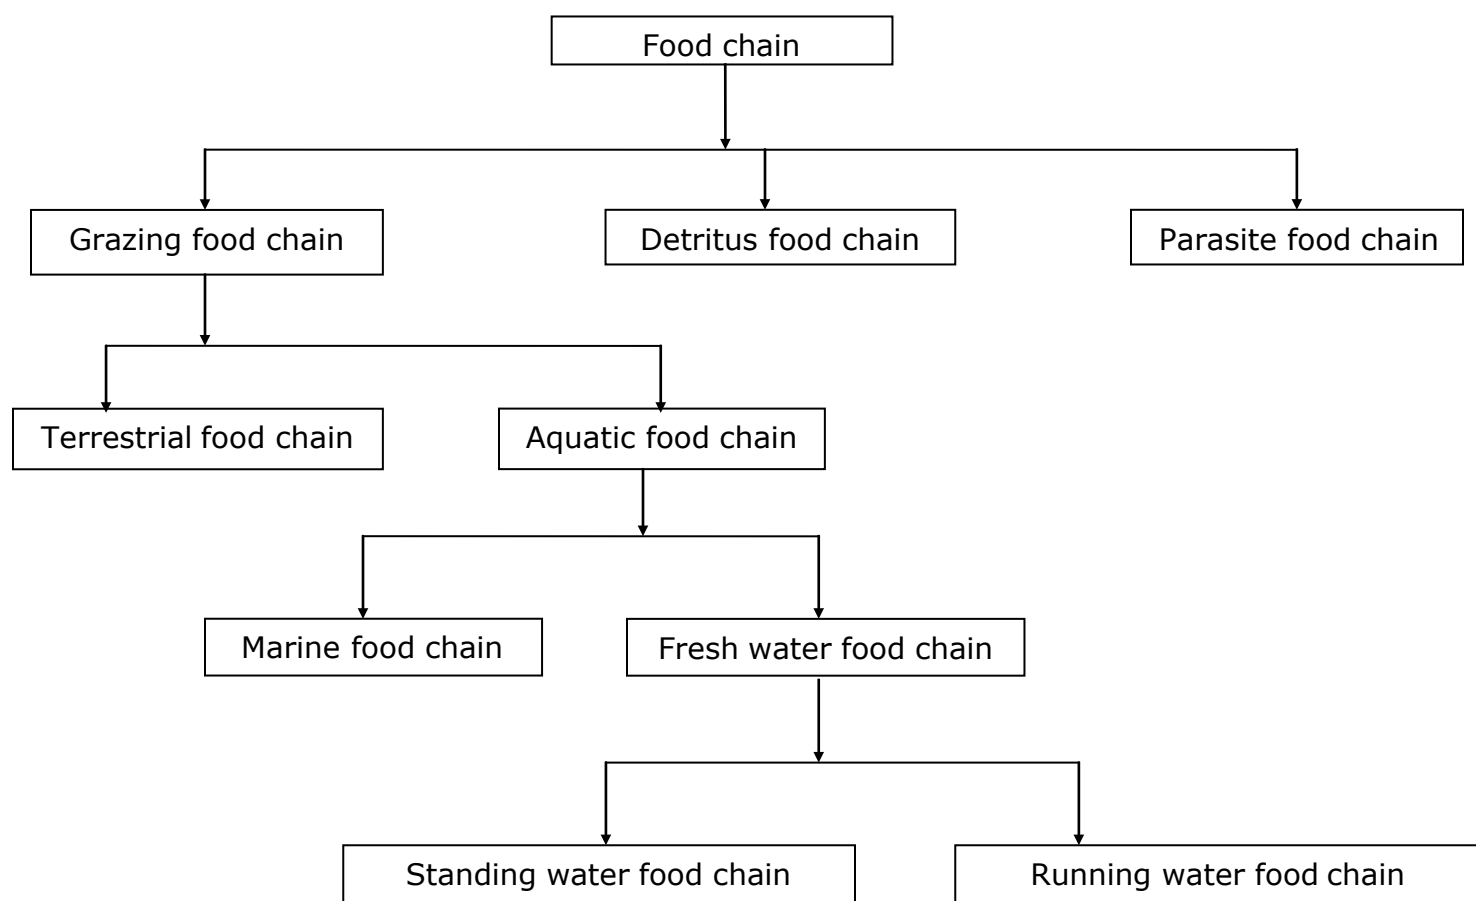 Food chain
Grazing food chain
Detritus food chain
Parasite food chain
Terrestrial food chain
Aquatic food chain
Marine food chain
Fresh water food chain
Standing water food chain
Running water food chain